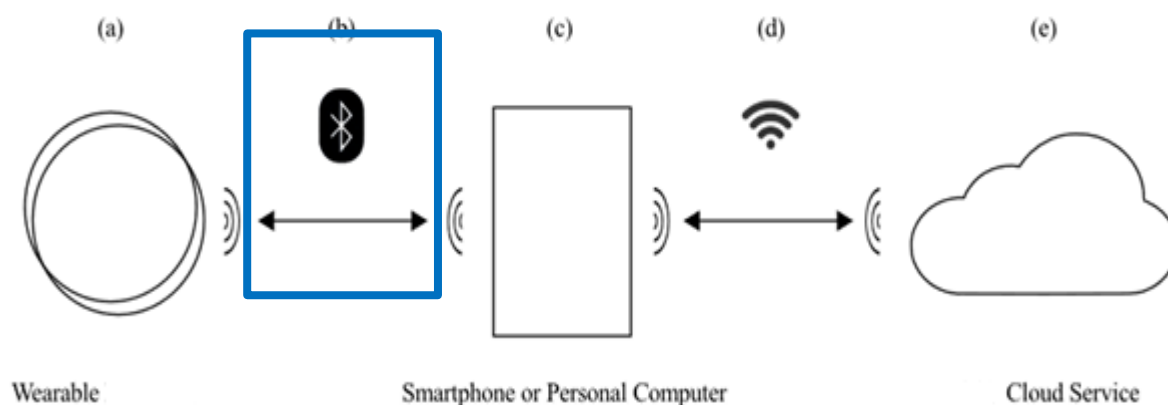 (a) (b) (c) (d) (e)
Wearable Smartphone or Personal Computer Cloud Service